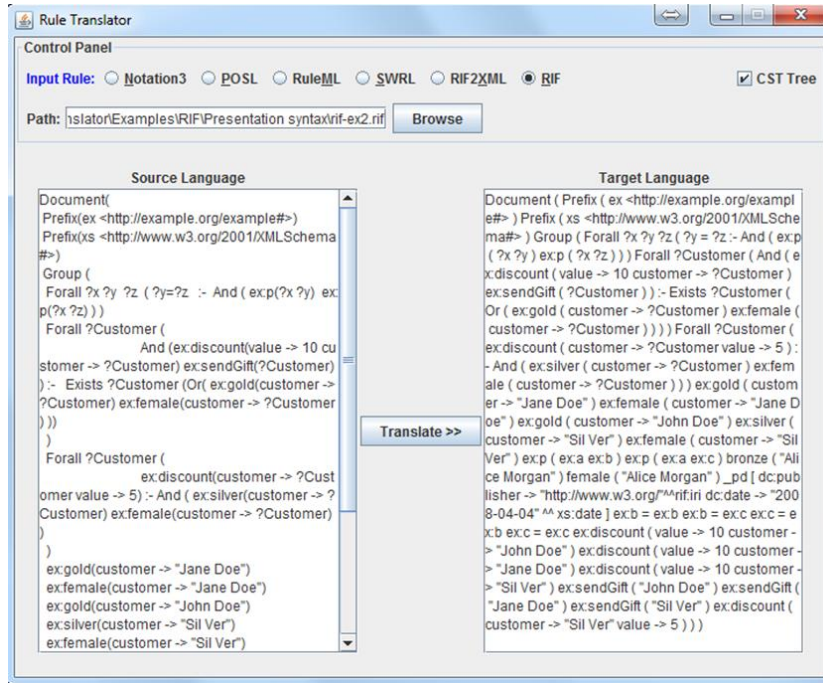 Rule Translator
Control Panel
Input Rule: Notation3 POSL RuleML SWRL RIF2XML RIF CST Tree
Path: nslator\Examples\RIF\Presentation syntax\rif-ex2.rif Browse
Source Language
Document(
Prefix(ex <http://example.org/example#>)
Prefix(xs <http://www.w3.org/2001/XMLSchema
#>)
Group (
Forall ?x ?y ?z ( ?y=?z :- And ( ex:p(?x ?y) ex:
p(?x ?z) ) )
Forall ?Customer (
And (ex:discount(value -> 10 cu
stomer -> ?Customer) ex:sendGift(?Customer)
) :- Exists ?Customer (Or( ex:gold(customer ->
?Customer) ex:female(customer -> ?Customer
) ))
)
Forall ?Customer (
ex:discount(customer -> ?Cust
omer value -> 5) :- And ( ex:silver(customer -> ?
Customer) ex:female(customer -> ?Customer)
)
)
ex:gold(customer -> "Jane Doe")
ex:female(customer -> "Jane Doe")
ex:gold(customer -> "John Doe")
ex:silver(customer -> "Sil Ver")
ex:female(customer -> "Sil Ver")
Translate >>
Target Language
Document ( Prefix ( ex <http://example.org/exampl
e#> ) Prefix ( xs <http://www.w3.org/2001/XMLSche
ma#> ) Group ( Forall ?x ?y ?z ( ?y = ?z :- And ( ex:p
( ?x ?y ) ex:p ( ?x ?z ) ) ) Forall ?Customer ( And ( e
x:discount ( value -> 10 customer -> ?Customer )
ex:sendGift ( ?Customer ) ) :- Exists ?Customer (
Or ( ex:gold ( customer -> ?Customer ) ex:female (
customer -> ?Customer ) ) ) ) Forall ?Customer (
ex:discount ( customer -> ?Customer value -> 5 ) :
- And ( ex:silver ( customer -> ?Customer ) ex:fem
ale ( customer -> ?Customer ) ) ) ex:gold ( custom
er -> "Jane Doe" ) ex:female ( customer -> "Jane D
oe" ) ex:gold ( customer -> "John Doe" ) ex:silver (
customer -> "Sil Ver" ) ex:female ( customer -> "Sil
Ver" ) ex:p ( ex:a ex:b ) ex:p ( ex:a ex:c ) bronze ( "Ali
ce Morgan" ) female ( "Alice Morgan" ) _pd [ dc:pub
lisher -> "http://www.w3.org/"^^rif:iri dc:date -> "200
8-04-04" ^^ xs:date ] ex:b = ex:b ex:b = ex:c ex:c = e
x:b ex:c = ex:c ex:discount ( value -> 10 customer -
> "John Doe" ) ex:discount ( value -> 10 customer -
> "Jane Doe" ) ex:discount ( value -> 10 customer -
> "Sil Ver" ) ex:sendGift ( "John Doe" ) ex:sendGift (
"Jane Doe" ) ex:sendGift ( "Sil Ver" ) ex:discount (
customer -> "Sil Ver" value -> 5 ) ) )